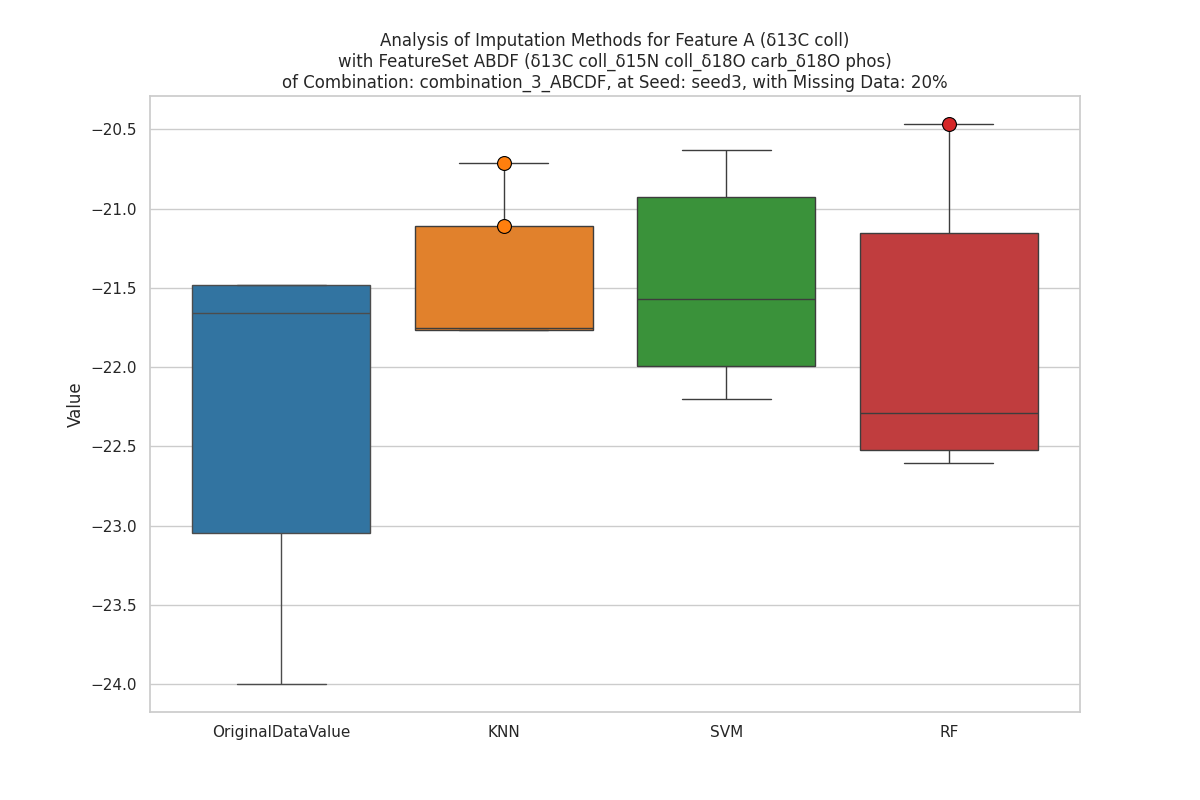 Analysis of Imputation Methods for Feature A (δ13C coll)
with FeatureSet ABDF (δ13C coll_δ15N coll_δ18O carb_δ18O phos)
of Combination: combination_3_ABCDF, at Seed: seed3, with Missing Data: 20%
−20.5
−21.0
−21.5
−22.0
−22.5
−23.0
−23.5
−24.0
Value
OriginalDataValue
KNN
SVM
RF